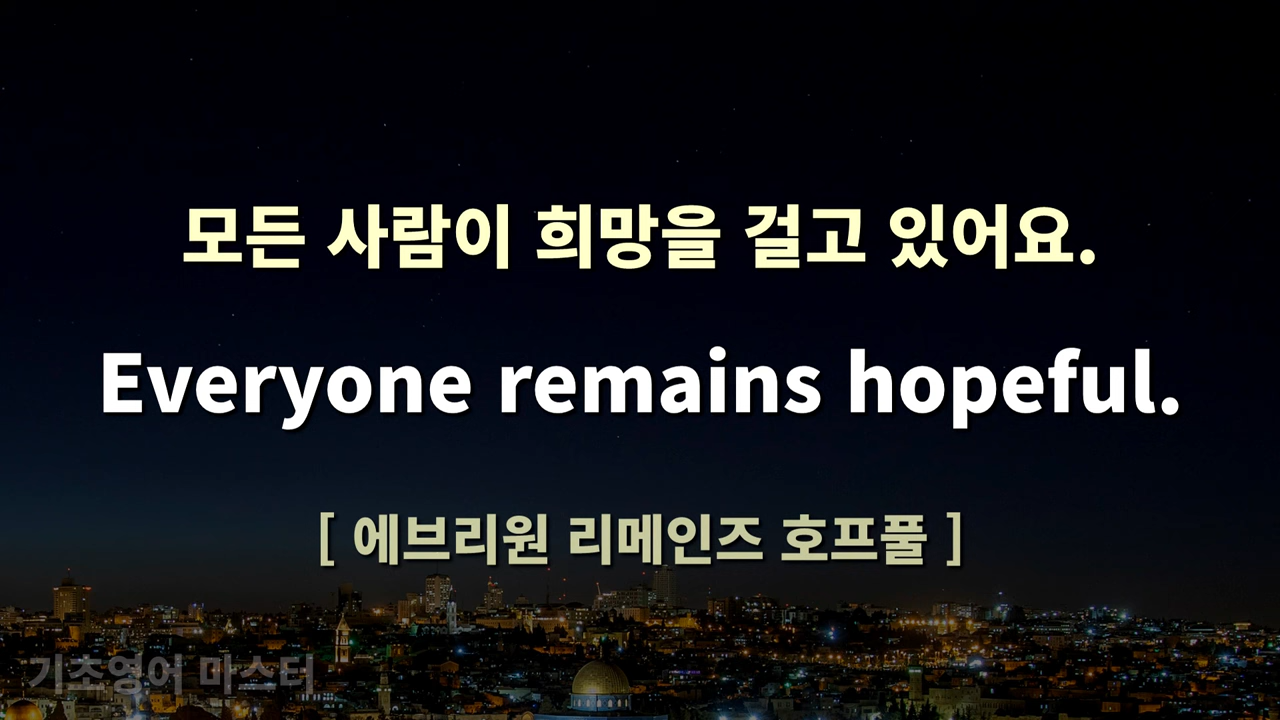 모든 사람이 희망을 걸고 있어요.
Everyone remains hopeful.
[ 에브리원 리메인즈 호프풀 ]
기초영어 마스터